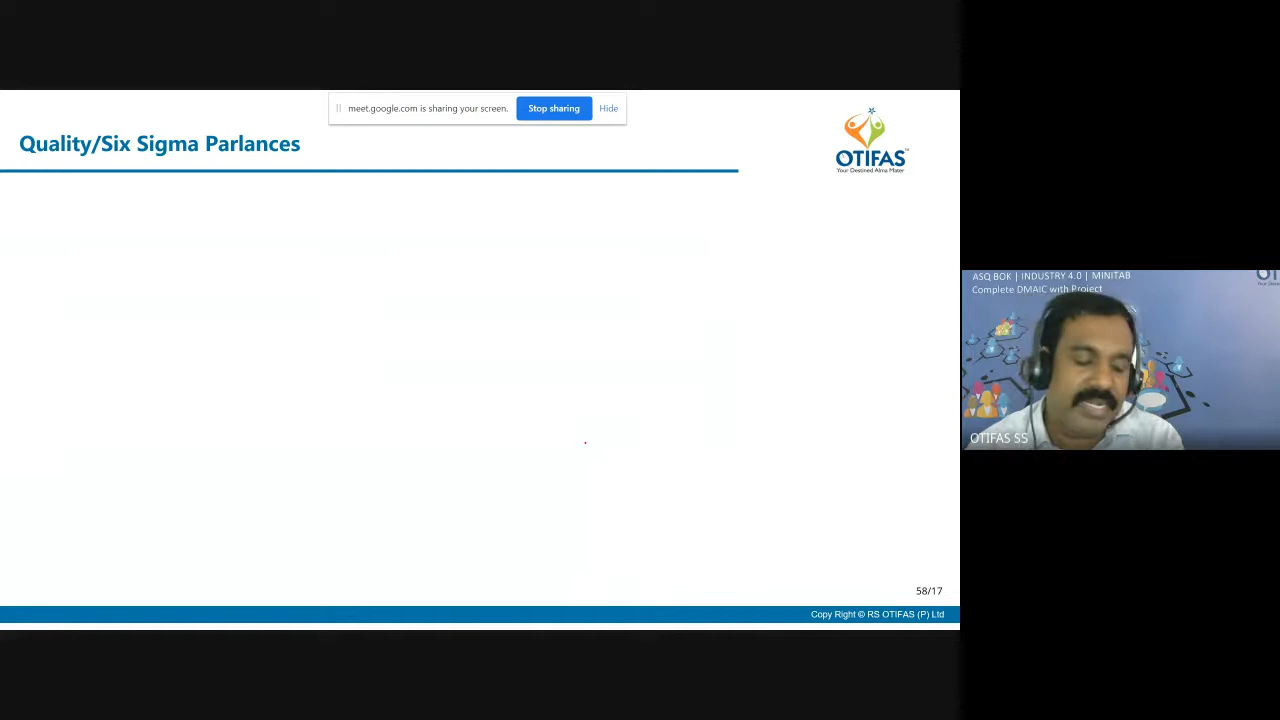 meet.google.com is sharing your screen. Stop sharing Hide
Quality/Six Sigma Parlances
OTIFAS
Your Destined Alma Mater
ASQ BOK | INDUSTRY 4.0 | MINITAB
Complete DMAIC with Project
OTIFAS SS
58/17
Copy Right © RS OTIFAS (P) Ltd